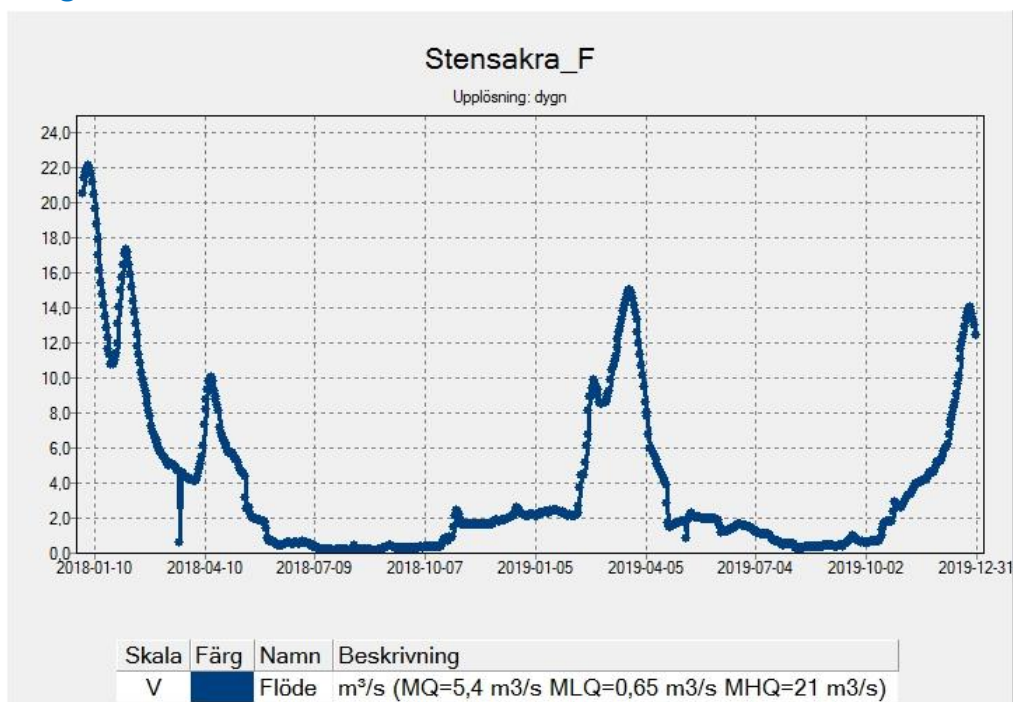 Stensakra_F
Upplösning: dygn
24,0
22,0
20,0
18,0
16,0
14,0
12,0
10,0
8,0
6,0
4,0
2,0
0,0
2018-01-10 2018-04-10 2018-07-09 2018-10-07 2019-01-05 2019-04-05 2019-07-04 2019-10-02 2019-12-31
Skala Färg Namn Beskrivning
V Flöde m³/s (MQ=5,4 m3/s MLQ=0,65 m3/s MHQ=21 m3/s)